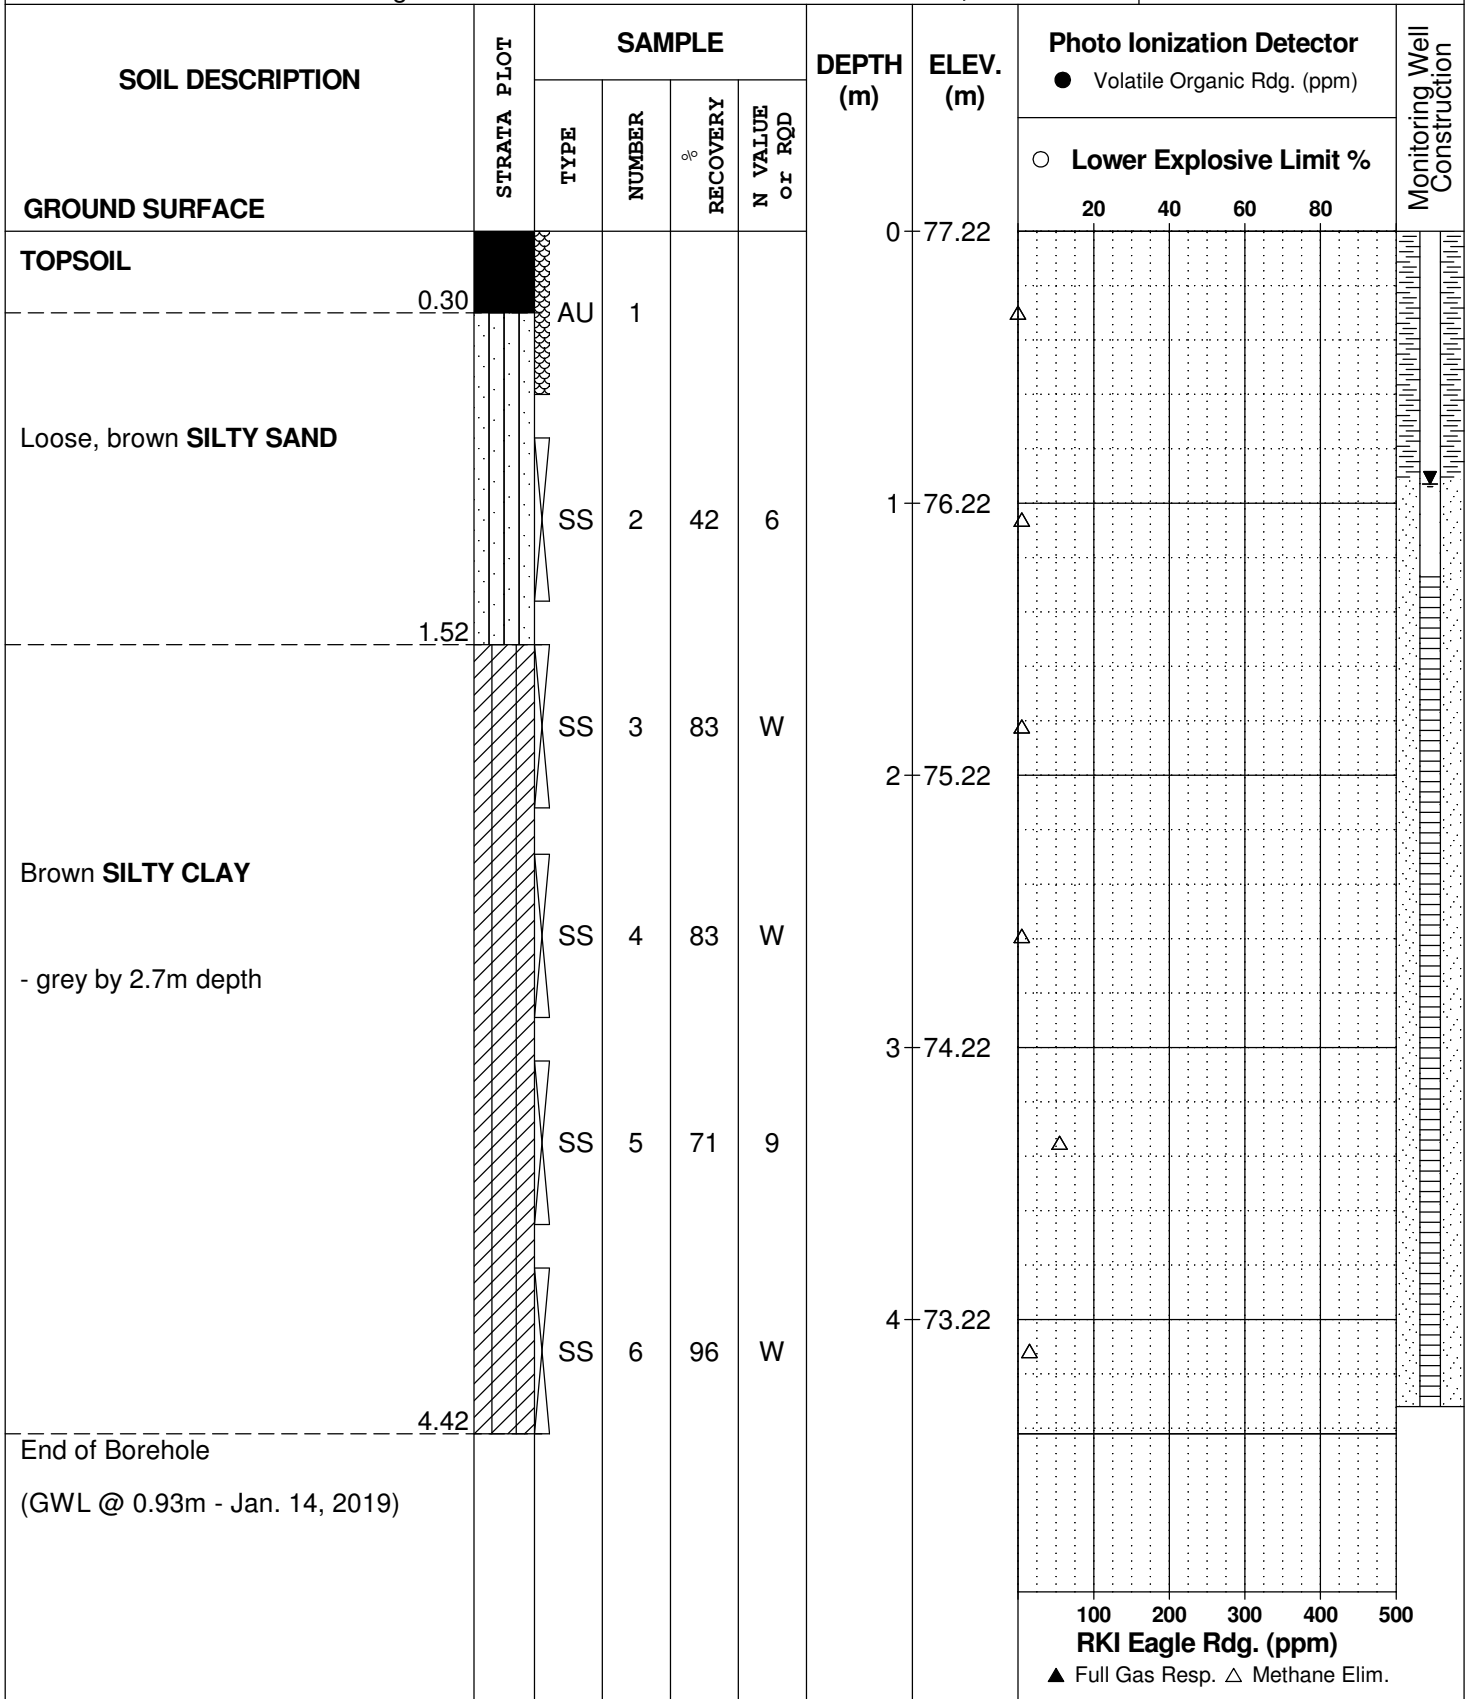 SOIL DESCRIPTION
GROUND SURFACE
STRATA PLOT
SAMPLE
TYPE
NUMBER
% RECOVERY
N VALUE or RQD
DEPTH (m)
ELEV. (m)
Photo Ionization Detector
● Volatile Organic Rdg. (ppm)
○ Lower Explosive Limit %
20 40 60 80
Monitoring Well Construction
0 77.22
TOPSOIL
0.30
AU 1
Loose, brown SILTY SAND
1 76.22
SS 2 42 6
1.52
SS 3 83 W
2 75.22
Brown SILTY CLAY
SS 4 83 W
- grey by 2.7m depth
3 74.22
SS 5 71 9
4 73.22
SS 6 96 W
4.42
End of Borehole
(GWL @ 0.93m - Jan. 14, 2019)
100 200 300 400 500
RKI Eagle Rdg. (ppm)
▲ Full Gas Resp. △ Methane Elim.